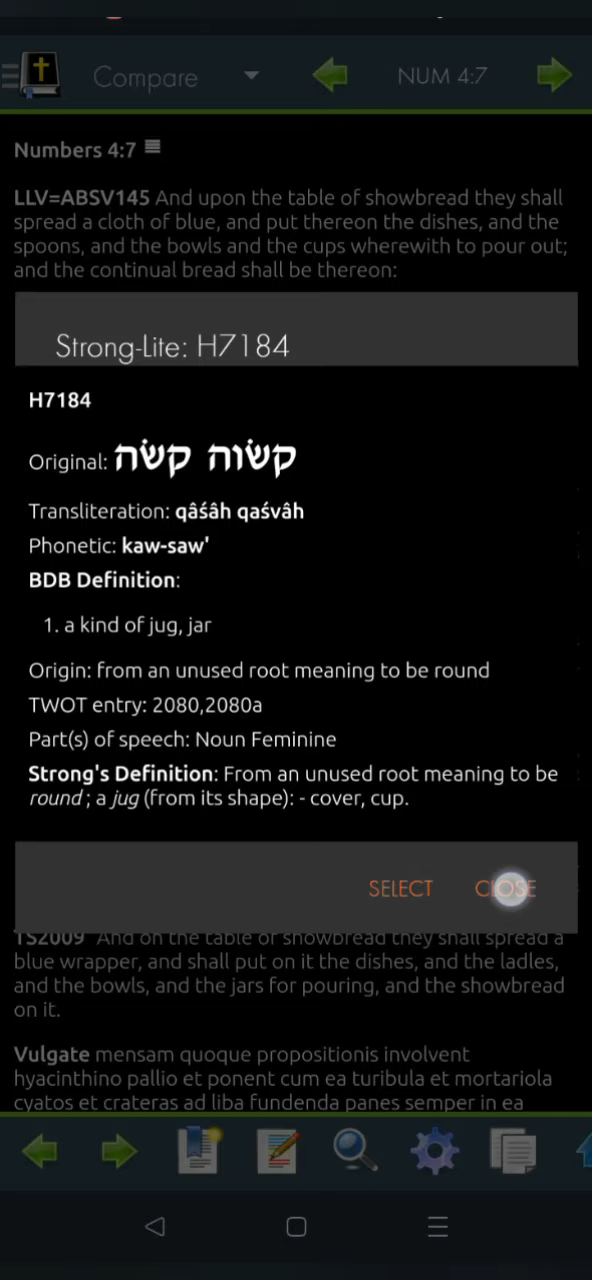 Compare
NUM 4:7
Numbers 4:7
LLV=ABSV145 And upon the table of showbread they shall
spread a cloth of blue, and put thereon the dishes, and the
spoons, and the bowls and the cups wherewith to pour out;
and the continual bread shall be thereon:
Strong-Lite: H7184
H7184
Original: קשׂוה קשׂה
Transliteration: qâśâh qaśvâh
Phonetic: kaw-saw'
BDB Definition:
1. a kind of jug, jar
Origin: from an unused root meaning to be round
TWOT entry: 2080,2080a
Part(s) of speech: Noun Feminine
Strong's Definition: From an unused root meaning to be
round; a jug (from its shape): - cover, cup.
SELECT CLOSE
TS2009 And on the table of showbread they shall spread a
blue wrapper, and shall put on it the dishes, and the ladles,
and the bowls, and the jars for pouring, and the showbread
on it.
Vulgate mensam quoque propositionis involvent
hyacinthino pallio et ponent cum ea turibula et mortariola
cyatos et crateras ad liba fundenda panes semper in ea